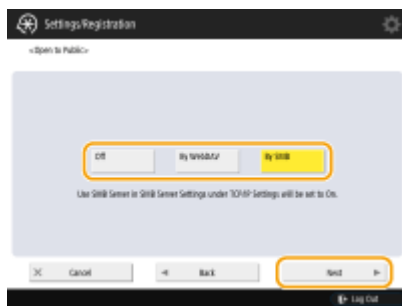 Settings/Registration
<Open to Public>
Off
By WebDAV
By SMB
Use SMB Server in SMB Server Settings under TCP/IP Settings will be set to On.
Cancel
Back
Next
Log Out